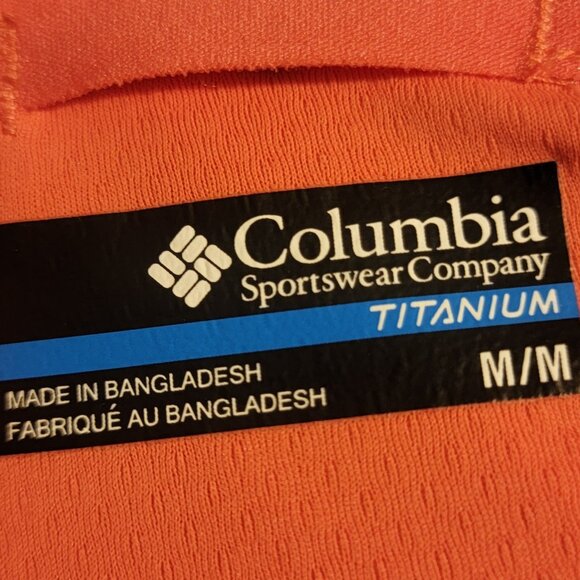 Columbia
Sportswear Company
TITANIUM
MADE IN BANGLADESH
FABRIQUÉ AU BANGLADESH
M/M